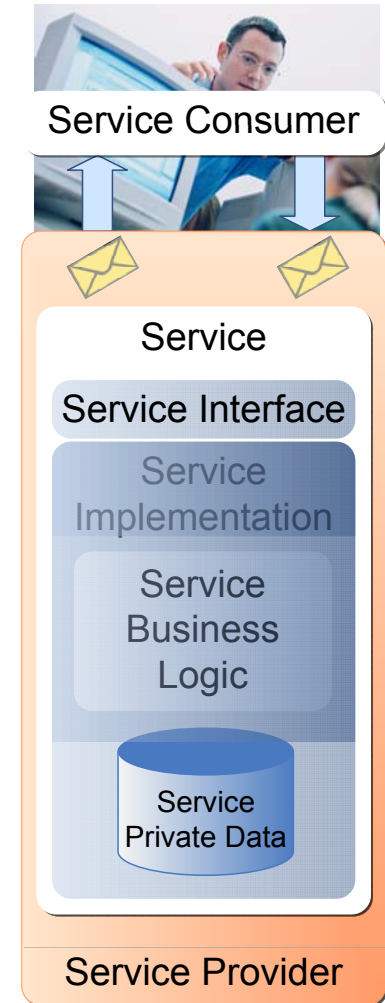 Service Consumer
Service
Service Interface
Service
Implementation
Service
Business
Logic
Service
Private Data
Service Provider